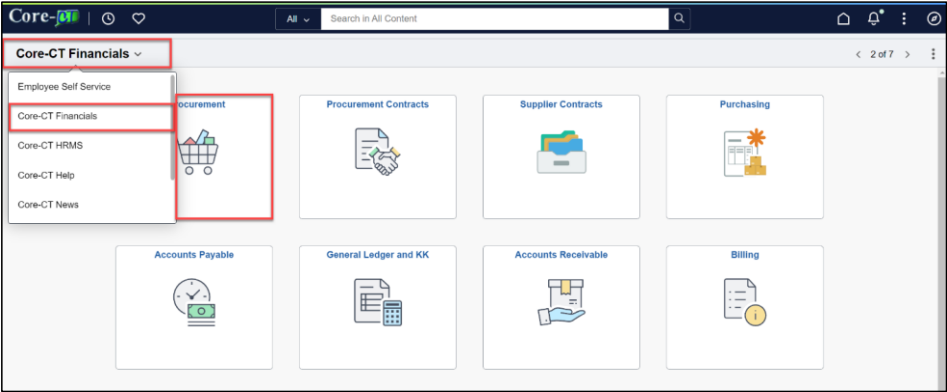 Core-CT
All
Search in All Content
Core-CT Financials
2 of 7
Employee Self Service
Core-CT Financials
Core-CT HRMS
Core-CT Help
Core-CT News
Procurement Contracts
Supplier Contracts
Purchasing
Accounts Payable
General Ledger and KK
Accounts Receivable
Billing